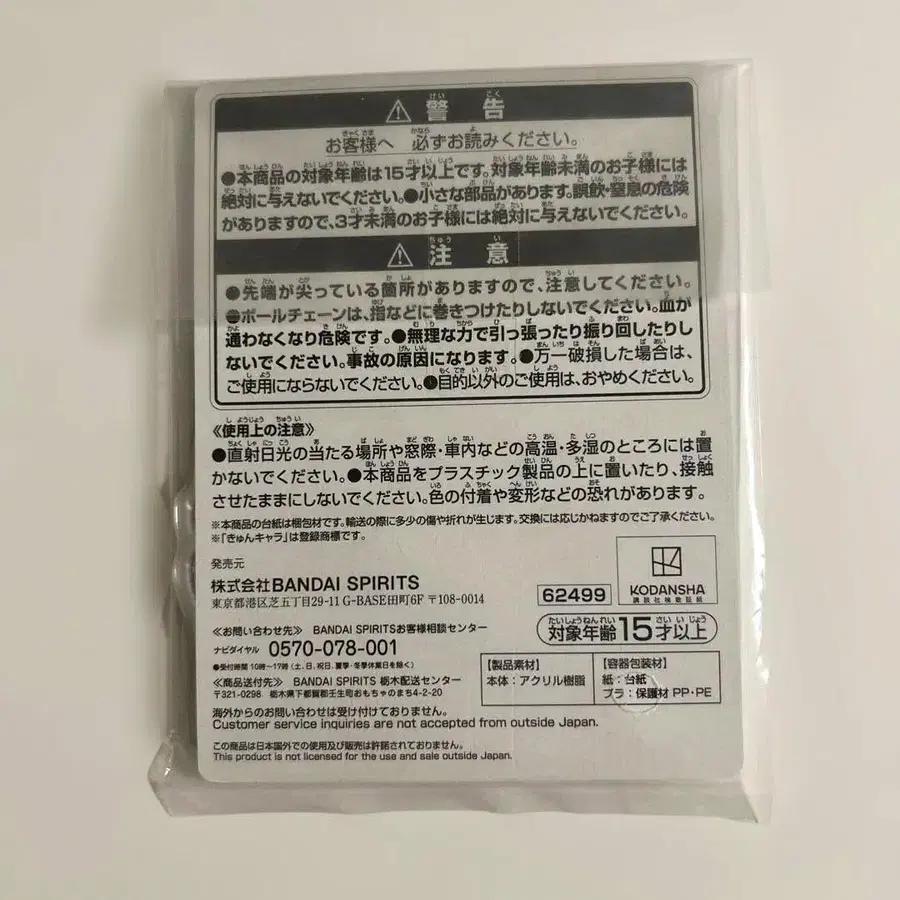 ⚠ 警告
お客様へ 必ずお読みください。
●本商品の対象年齢は15才以上です。対象年齢未満のお子様には
絶対に与えないでください。●小さな部品があります。誤飲・窒息の危険
がありますので、3才未満のお子様には絶対に与えないでください。
⚠ 注意
●先端が尖っている箇所がありますので、注意してください。
●ボールチェーンは、指などに巻きつけたりしないでください。血が
通わなくなり危険です。●無理な力で引っ張ったり振り回したりし
ないでください。事故の原因になります。●万一破損した場合は、
ご使用にならないでください。●目的以外のご使用は、おやめください。
《使用上の注意》
●直射日光の当たる場所や窓際・車内などの高温・多湿のところには置
かないでください。●本商品をプラスチック製品の上に置いたり、接触
させたままにしないでください。色の付着や変形などの恐れがあります。
※本商品の台紙は梱包材です。輸送の際に多少の傷や折れが生じます。交換には応じかねますのでご了承ください。
※「きゅんキャラ」は登録商標です。
発売元
株式会社BANDAI SPIRITS
東京都港区芝五丁目29-11 G-BASE田町6F 〒108-0014
62499
KODANSHA
講談社検数証紙
対象年齢15才以上
《お問い合わせ先》 BANDAI SPIRITSお客様相談センター
ナビダイヤル 0570-078-001
●受付時間 10時〜17時(土、日、祝日、夏季・冬季休業日を除く)
《商品送付先》 BANDAI SPIRITS 栃木配送センター
〒321-0298 栃木県下都賀郡壬生町おもちゃのまち4-2-20
【製品素材】
本体:アクリル樹脂
【容器包装材】
紙:台紙
プラ:保護材 PP・PE
海外からのお問い合わせは受け付けておりません。
Customer service inquiries are not accepted from outside Japan.
この商品は日本国外での使用及び販売は許諾されておりません。
This product is not licensed for the use and sale outside Japan.